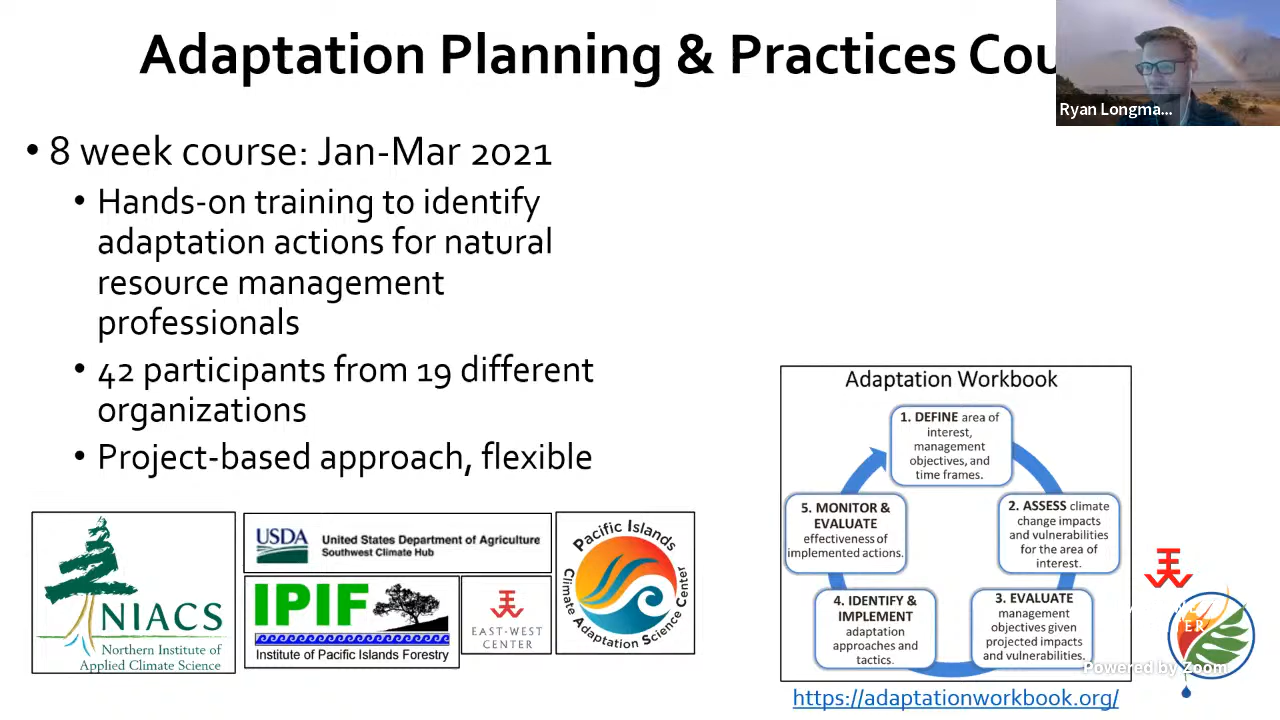 Adaptation Planning & Practices Cou
Ryan Longma...
• 8 week course: Jan-Mar 2021
• Hands-on training to identify
adaptation actions for natural
resource management
professionals
• 42 participants from 19 different
organizations
• Project-based approach, flexible
NIACS
Northern Institute of
Applied Climate Science
USDA
United States Department of Agriculture
Southwest Climate Hub
IPIF
Institute of Pacific Islands Forestry
EAST-WEST
CENTER
Pacific Islands
Climate Adaptation Science Center
Adaptation Workbook
1. DEFINE area of
interest,
management
objectives, and
time frames.
2. ASSESS climate
change impacts
and vulnerabilities
for the area of
interest.
3. EVALUATE
management
objectives given
projected impacts
and vulnerabilities.
4. IDENTIFY &
IMPLEMENT
adaptation
approaches and
tactics.
5. MONITOR &
EVALUATE
effectiveness of
implemented actions.
https://adaptationworkbook.org/
Powered by Zoom